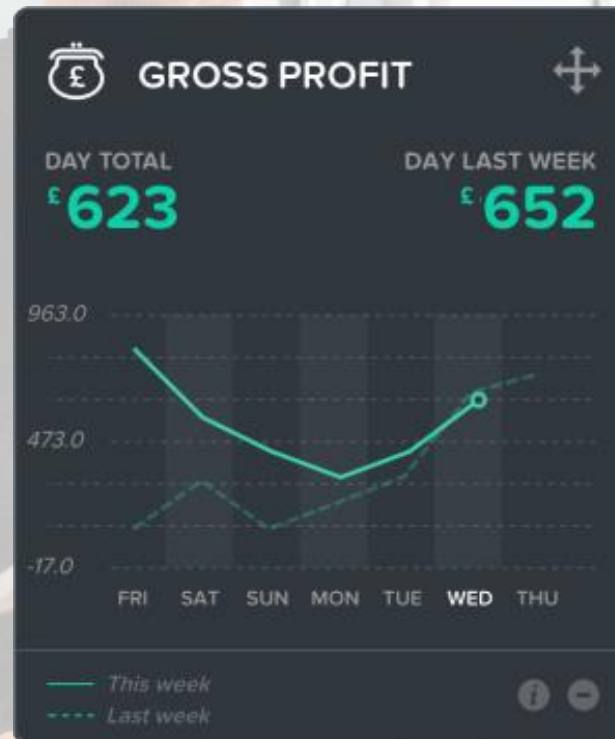 £ GROSS PROFIT
DAY TOTAL DAY LAST WEEK
£623 £652
963.0
473.0
-17.0
FRI SAT SUN MON TUE WED THU
This week
Last week
i